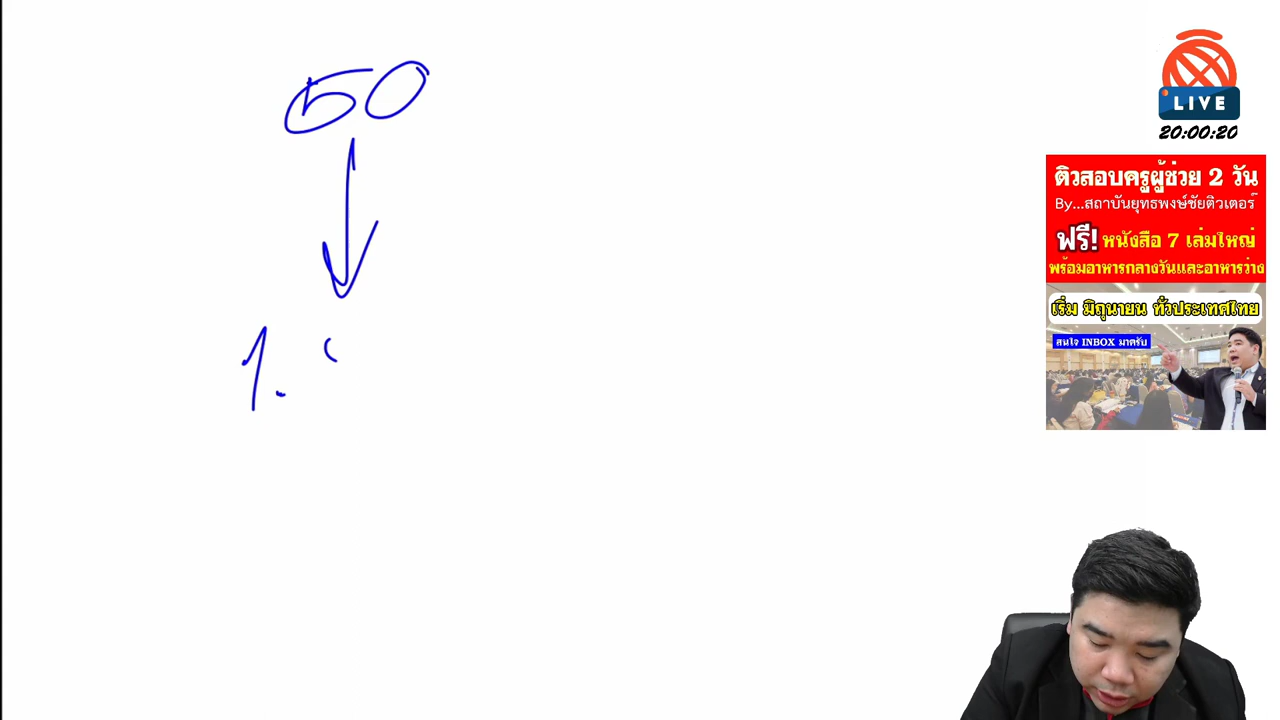 50
1.
LIVE
20:00:20
ติวสอบครูผู้ช่วย 2 วัน
By...สถาบันยุทธพงษ์ชัยติวเตอร์
ฟรี! หนังสือ 7 เล่มใหญ่
พร้อมอาหารกลางวันและอาหารว่าง
เริ่ม มิถุนายน ทั่วประเทศไทย
สนใจ INBOX มาครับ